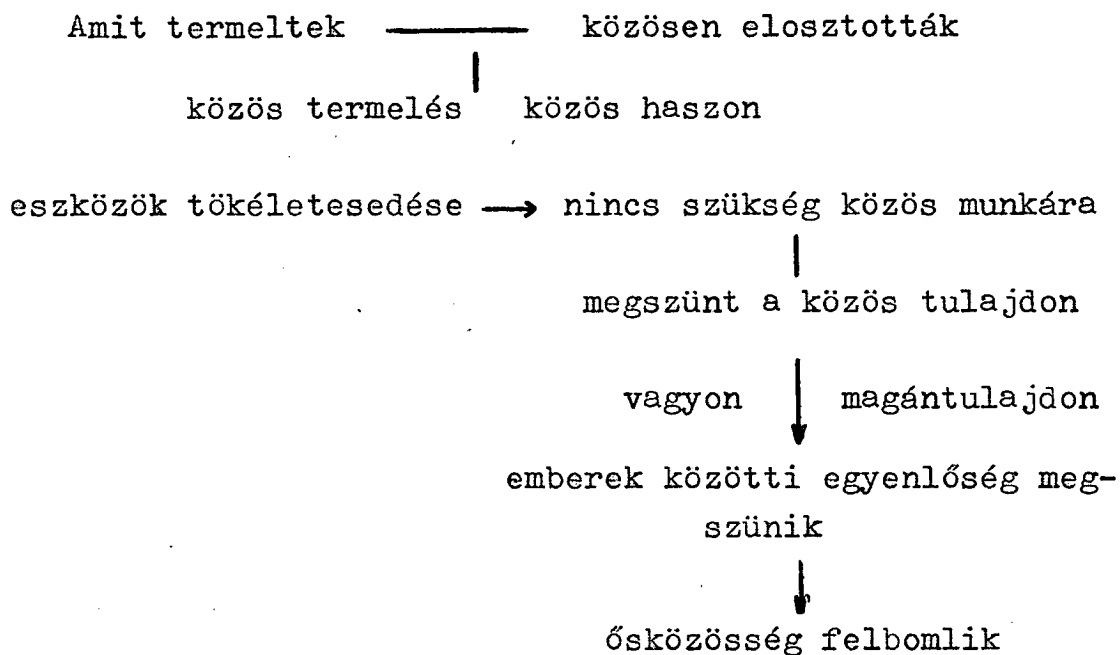 Amit termeltek közösen elosztották
közös termelés közös haszon
eszközök tökéletesedése → nincs szükség közös munkára
megszünt a közös tulajdon
vagyon magántulajdon
emberek közötti egyenlőség meg-
szünik
ősközösség felbomlik